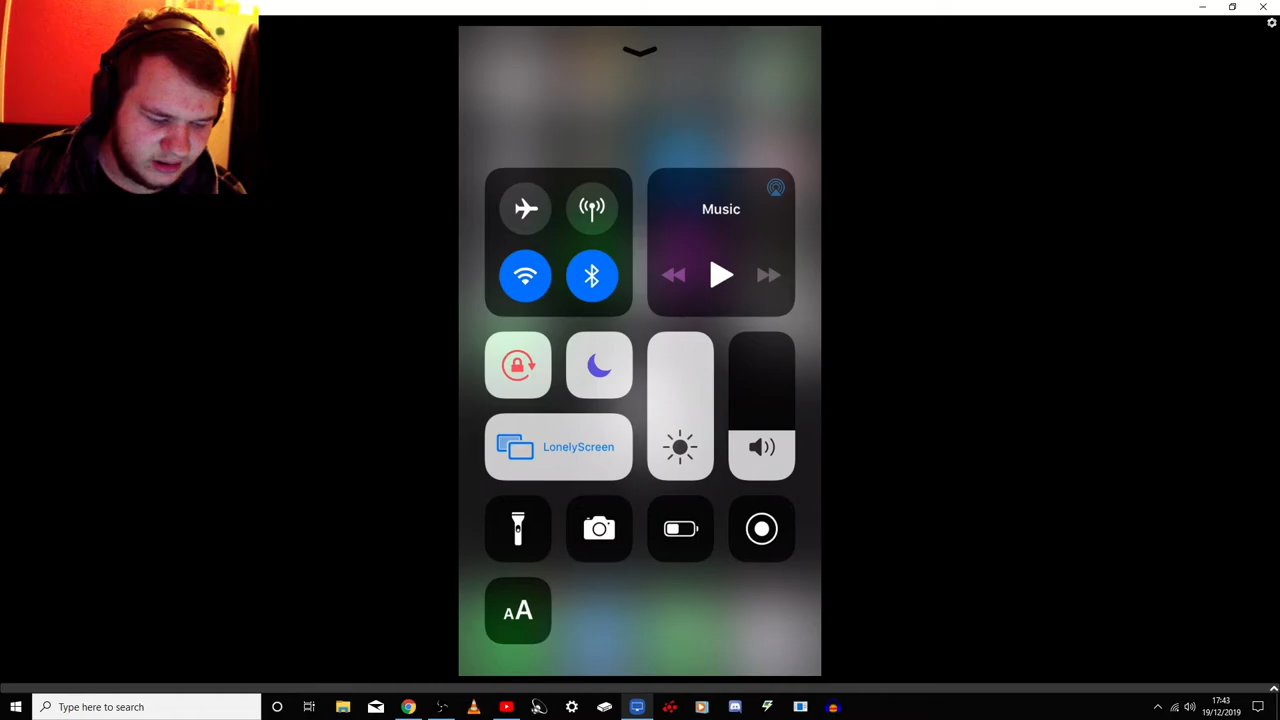 Music
LonelyScreen
AA
Type here to search
17:43
19/12/2019